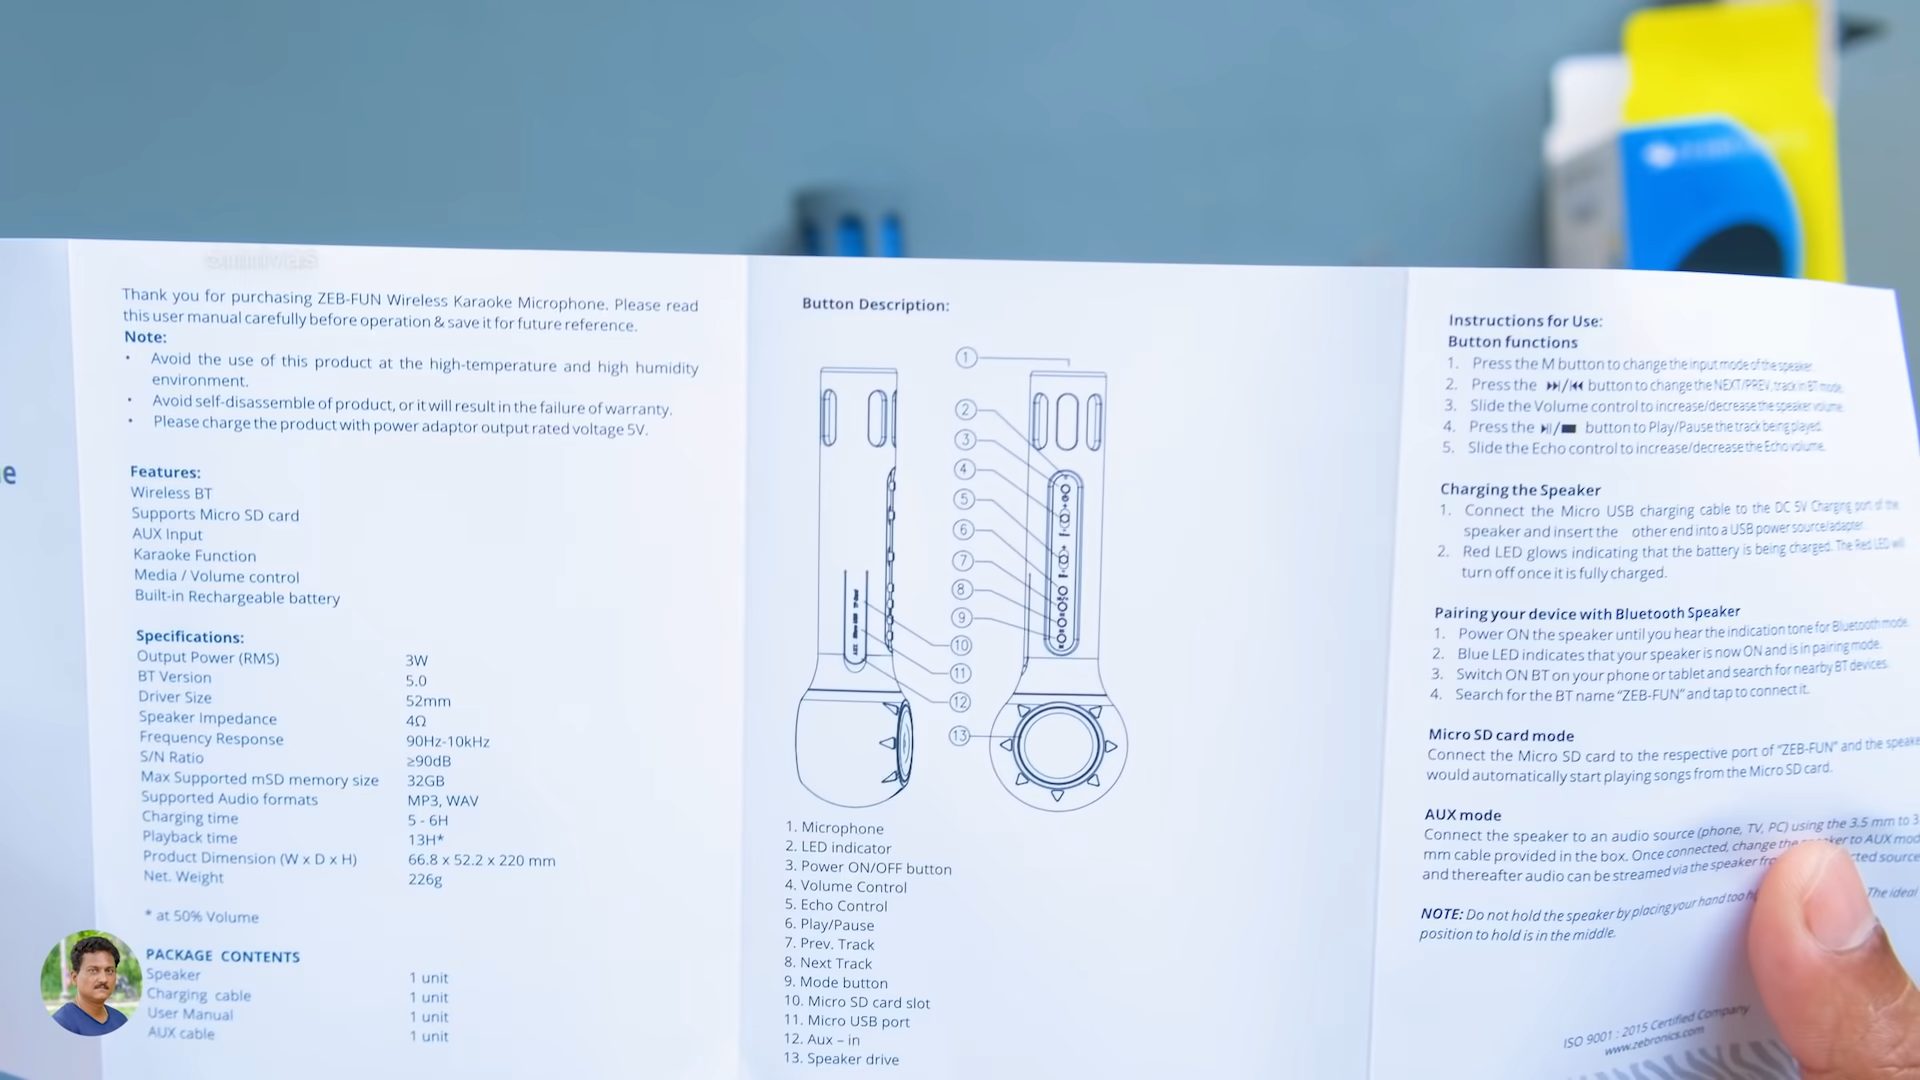 Thank you for purchasing ZEB-FUN Wireless Karaoke Microphone. Please read
this user manual carefully before operation & save it for future reference.
Note:
• Avoid the use of this product at the high-temperature and high humidity
environment.
• Avoid self-disassemble of product, or it will result in the failure of warranty.
• Please charge the product with power adaptor output rated voltage 5V.
Features:
Wireless BT
Supports Micro SD card
AUX Input
Karaoke Function
Media / Volume control
Built-in Rechargeable battery
Specifications:
Output Power (RMS) 3W
BT Version 5.0
Driver Size 52mm
Speaker Impedance 4Ω
Frequency Response 90Hz-10kHz
S/N Ratio ≥90dB
Max Supported mSD memory size 32GB
Supported Audio formats MP3, WAV
Charging time 5 - 6H
Playback time 13H*
Product Dimension (W x D x H) 66.8 x 52.2 x 220 mm
Net. Weight 226g
* at 50% Volume
PACKAGE CONTENTS
Speaker 1 unit
Charging cable 1 unit
User Manual 1 unit
AUX cable 1 unit
Button Description:
1
2
3
4
5
6
7
8
9
10
11
12
13
1. Microphone
2. LED indicator
3. Power ON/OFF button
4. Volume Control
5. Echo Control
6. Play/Pause
7. Prev. Track
8. Next Track
9. Mode button
10. Micro SD card slot
11. Micro USB port
12. Aux – in
13. Speaker drive
Instructions for Use:
Button functions
1. Press the M button to change the input mode of the speaker.
2. Press the ⏭/⏮ button to change the NEXT/PREV, track in BT mode.
3. Slide the Volume control to increase/decrease the speaker volume.
4. Press the ⏯/■ button to Play/Pause the track being played.
5. Slide the Echo control to increase/decrease the Echo volume.
Charging the Speaker
1. Connect the Micro USB charging cable to the DC 5V Charging port of the
speaker and insert the other end into a USB power source/adapter.
2. Red LED glows indicating that the battery is being charged. The Red LED will
turn off once it is fully charged.
Pairing your device with Bluetooth Speaker
1. Power ON the speaker until you hear the indication tone for Bluetooth mode.
2. Blue LED indicates that your speaker is now ON and is in pairing mode.
3. Switch ON BT on your phone or tablet and search for nearby BT devices.
4. Search for the BT name “ZEB-FUN” and tap to connect it.
Micro SD card mode
Connect the Micro SD card to the respective port of “ZEB-FUN” and the speake
would automatically start playing songs from the Micro SD card.
AUX mode
Connect the speaker to an audio source (phone, TV, PC) using the 3.5 mm to 3
mm cable provided in the box. Once connected, change the to AUX mod
and thereafter audio can be streamed via the speaker source
NOTE: Do not hold the speaker by placing your hand too The ideal
position to hold is in the middle.
ISO 9001 : 2015 Certified Company
www.zebronics.com